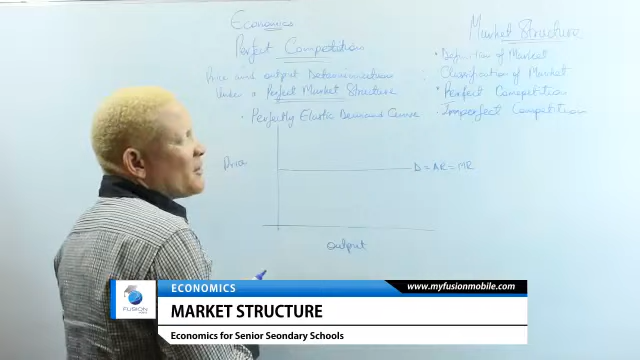 Economics
Perfect Competition
Price and output Determination
Under a Perfect Market Structure
• Perfectly Elastic Demand Curve
Price
D = AR = MR
output
Market Structure
• Definition of Market
Classification of Market
• Perfect Competition
• Imperfect Competition
FUSION
ECONOMICS
www.myfusionmobile.com
MARKET STRUCTURE
Economics for Senior Seondary Schools